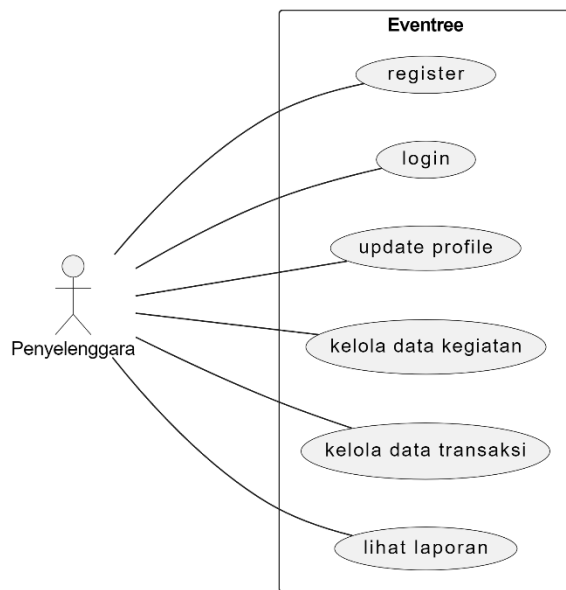 Eventree
register
login
update profile
Penyelenggara
kelola data kegiatan
kelola data transaksi
lihat laporan